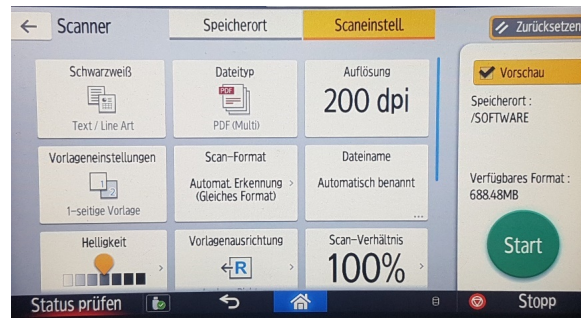 Scanner
Speicherort
Scaneinstell.
Zurücksetzen
Schwarzweiß
Text / Line Art
Dateityp
PDF
PDF (Multi)
Auflösung
200 dpi
Vorschau
Speicherort :
/SOFTWARE
Vorlageneinstellungen
1
2
1-seitige Vorlage
Scan-Format
Automat. Erkennung
(Gleiches Format)
Dateiname
Automatisch benannt
...
Verfügbares Format :
688.48MB
Helligkeit
Vorlagenausrichtung
R
Scan-Verhältnis
100%
Start
Status prüfen
Stopp